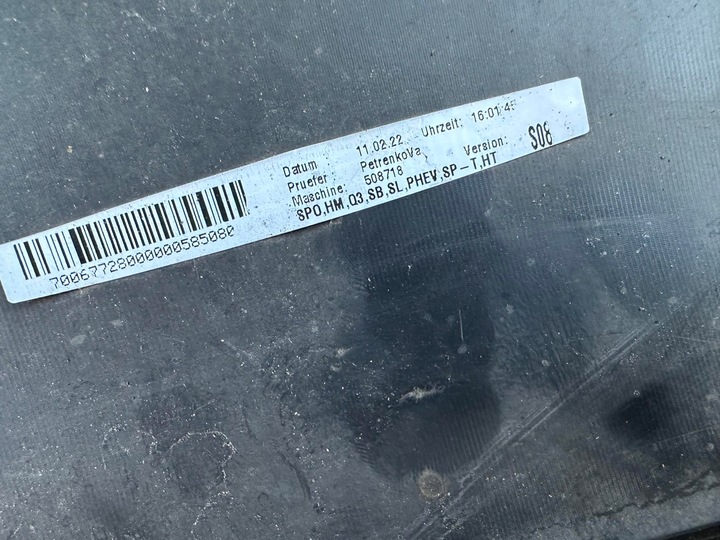 Datum : 11.02.22 Uhrzeit: 16:01:45
Pruefer : PetrenkoVa
Maschine: 508718 Version: S08
SPO,HM,Q3,SB,SL,PHEV,SP-T,HT
70067728000000585080